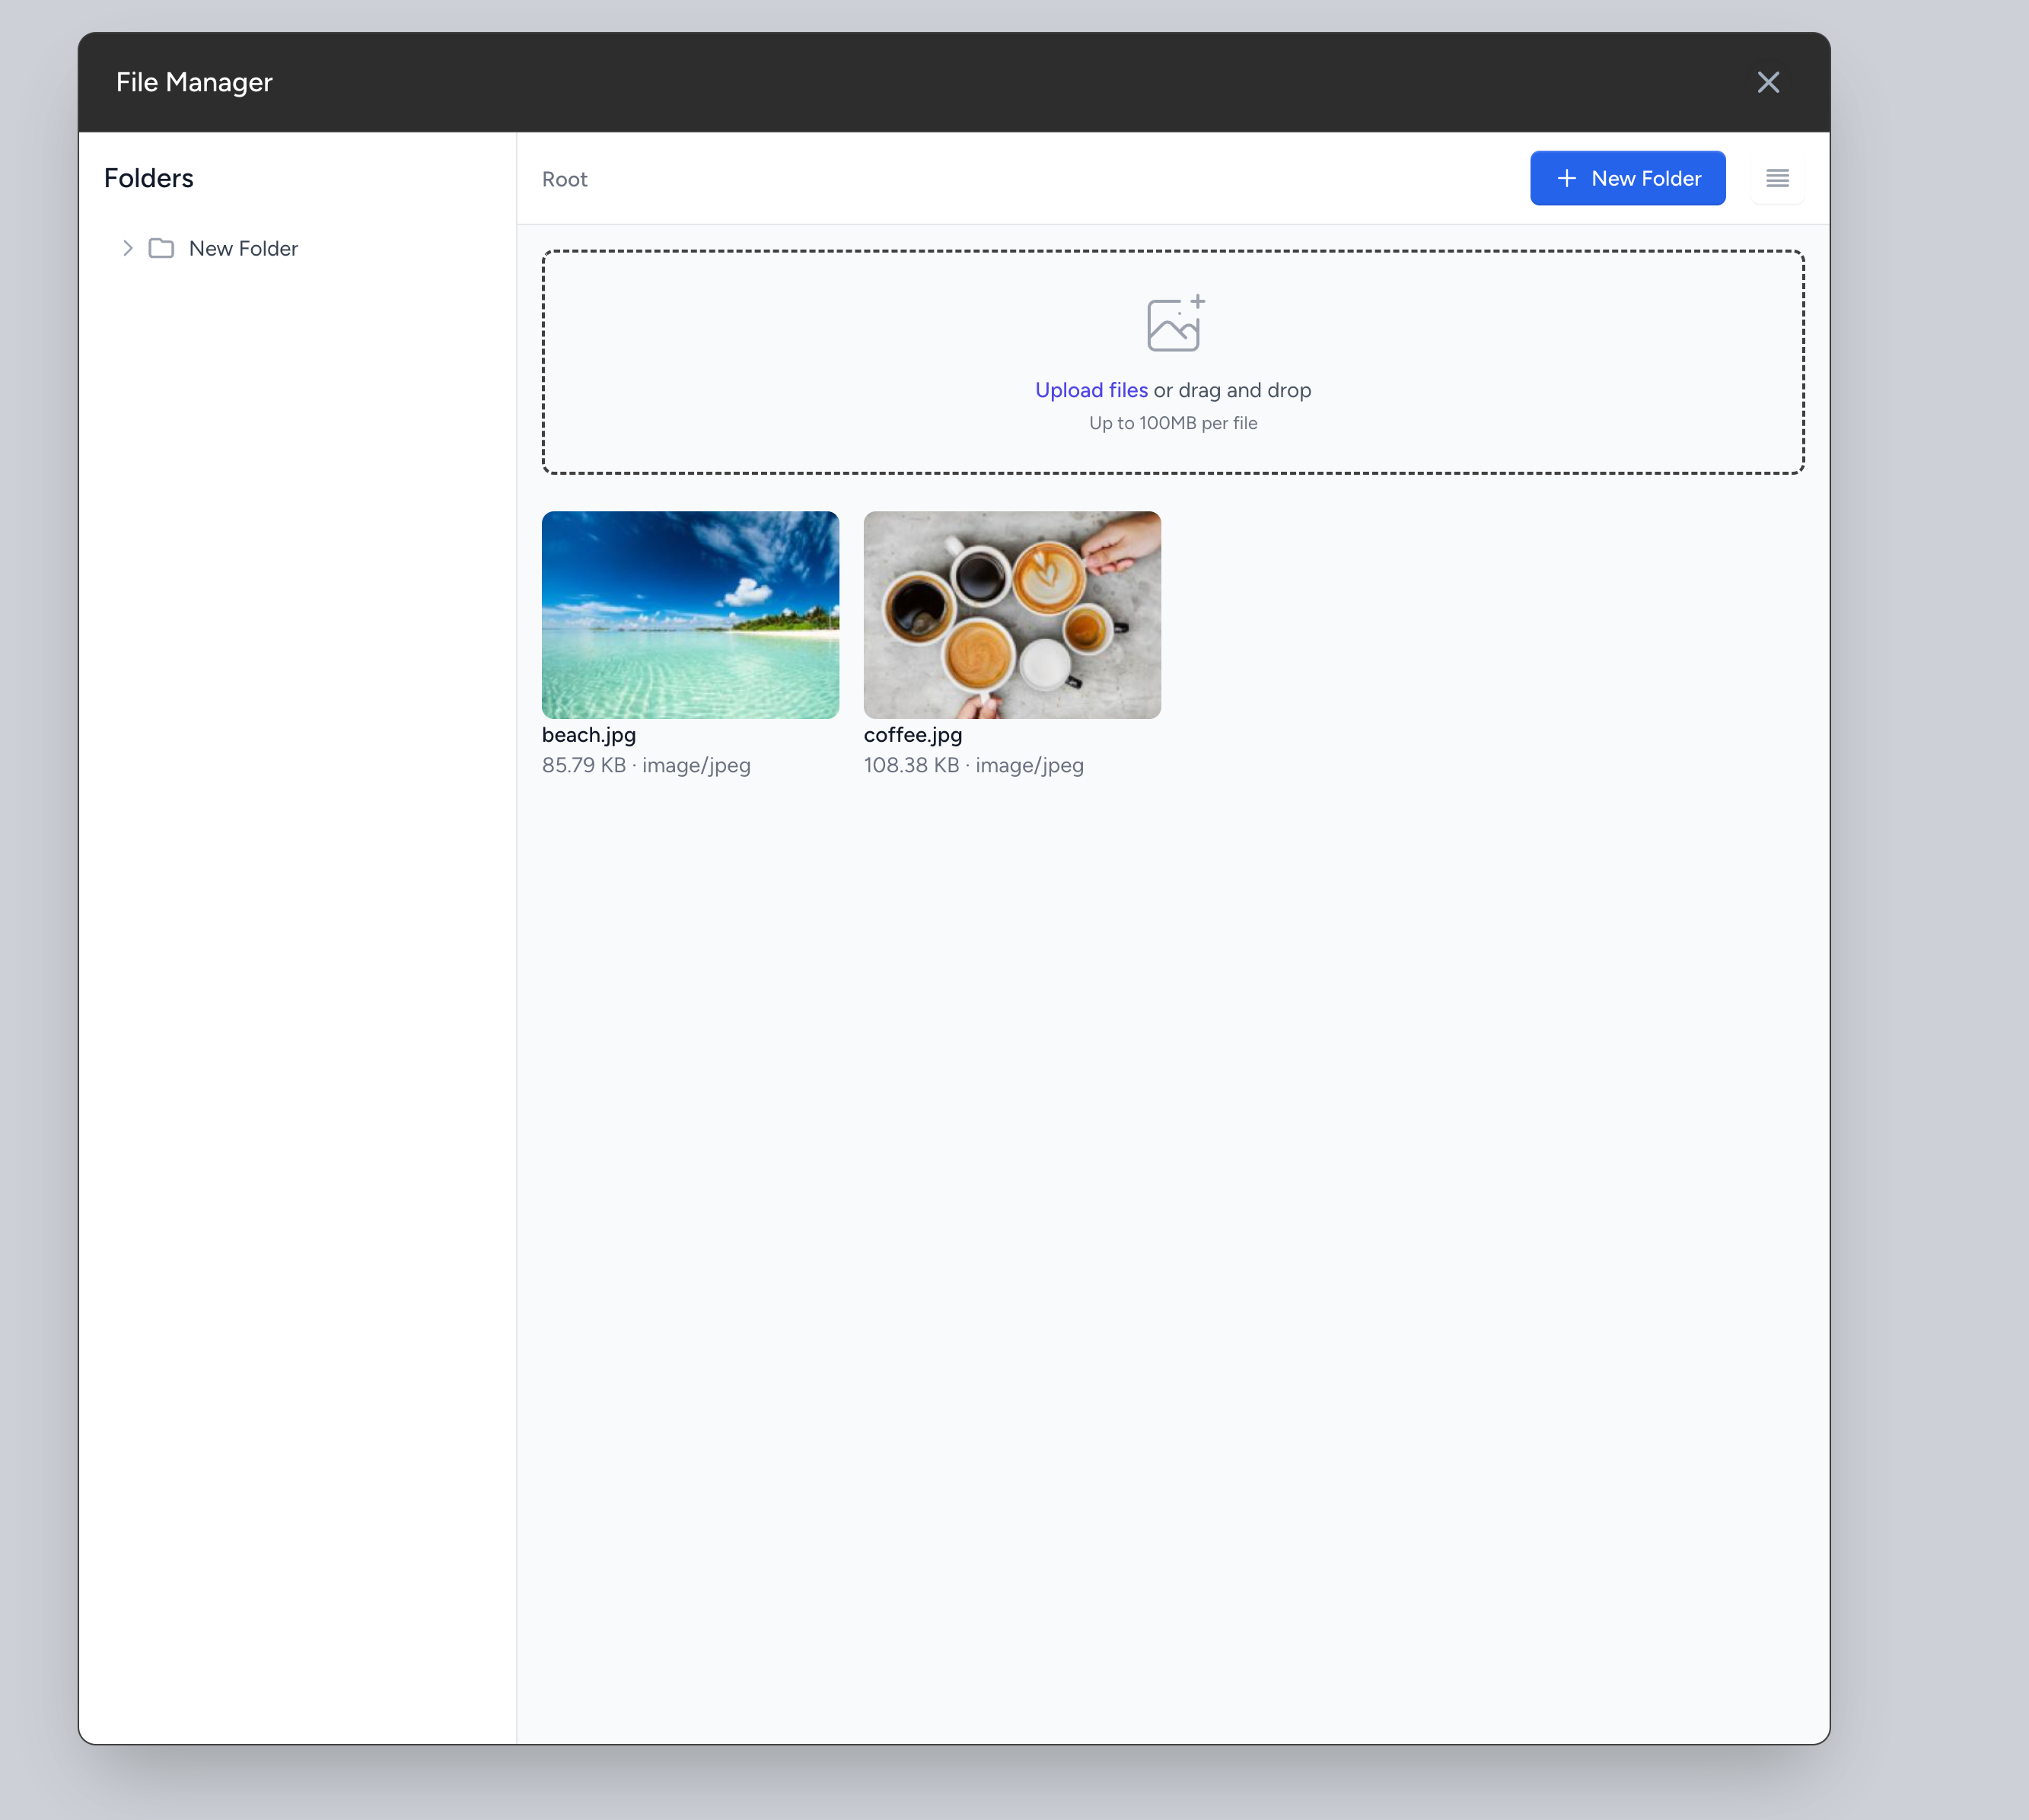 File Manager
Folders
New Folder
Root
New Folder
Upload files or drag and drop
Up to 100MB per file
beach.jpg
85.79 KB · image/jpeg
coffee.jpg
108.38 KB · image/jpeg